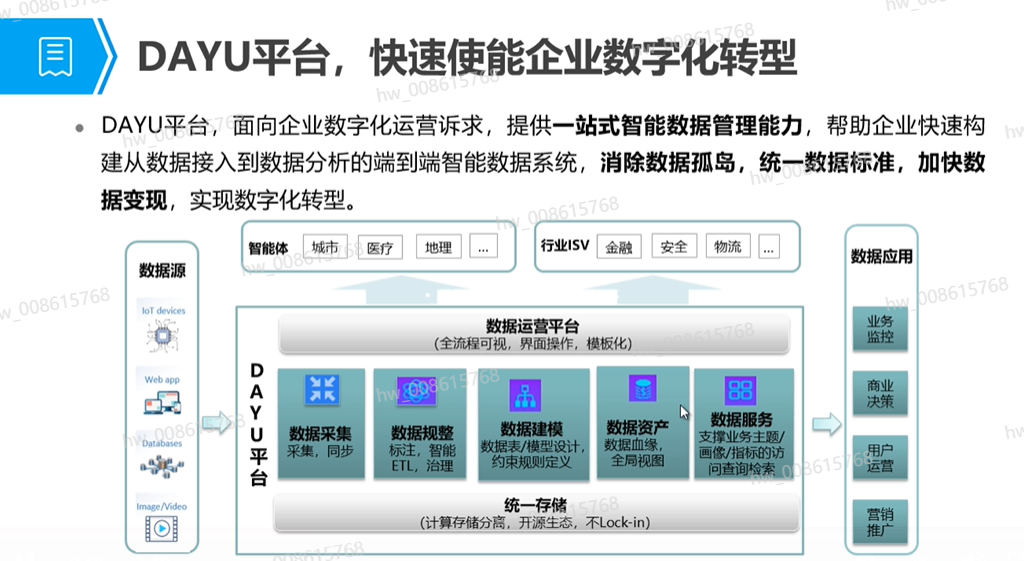 DAYU平台，快速使能企业数字化转型
DAYU平台，面向企业数字化运营诉求，提供一站式智能数据管理能力，帮助企业快速构
建从数据接入到数据分析的端到端智能数据系统，消除数据孤岛，统一数据标准，加快数
据变现，实现数字化转型。
数据源
IoT devices
Web app
Databases
Image/Video
智能体 城市 医疗 地理 ...
行业ISV 金融 安全 物流 ...
DAYU平台
数据运营平台
(全流程可视，界面操作，模板化)
数据采集
采集，同步
数据规整
标注，智能
ETL，治理
数据建模
数据表/模型设计，
约束规则定义
数据资产
数据血缘，
全局视图
数据服务
支撑业务主题/
画像/指标的访
问查询检索
统一存储
(计算存储分离，开源生态，不Lock-in)
数据应用
业务
监控
商业
决策
用户
运营
营销
推广
hw_008615768